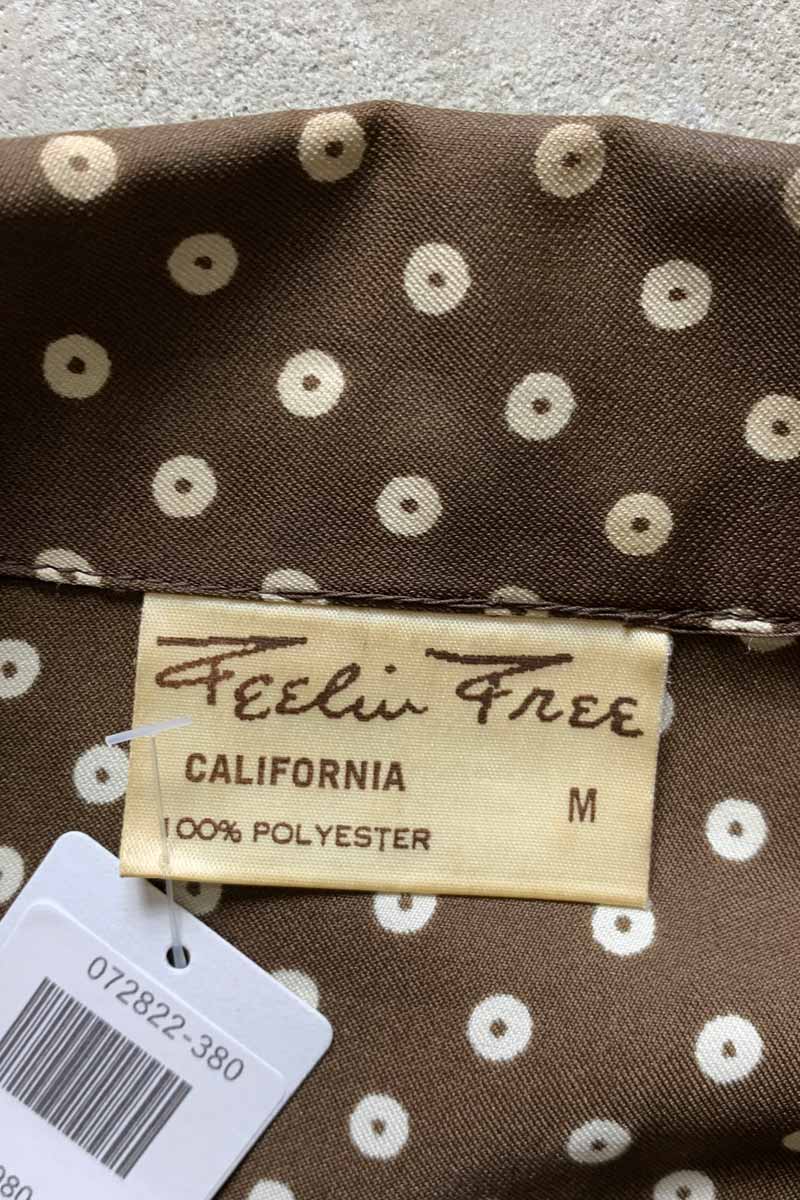 Feelin Free
CALIFORNIA
M
100% POLYESTER
072822-380